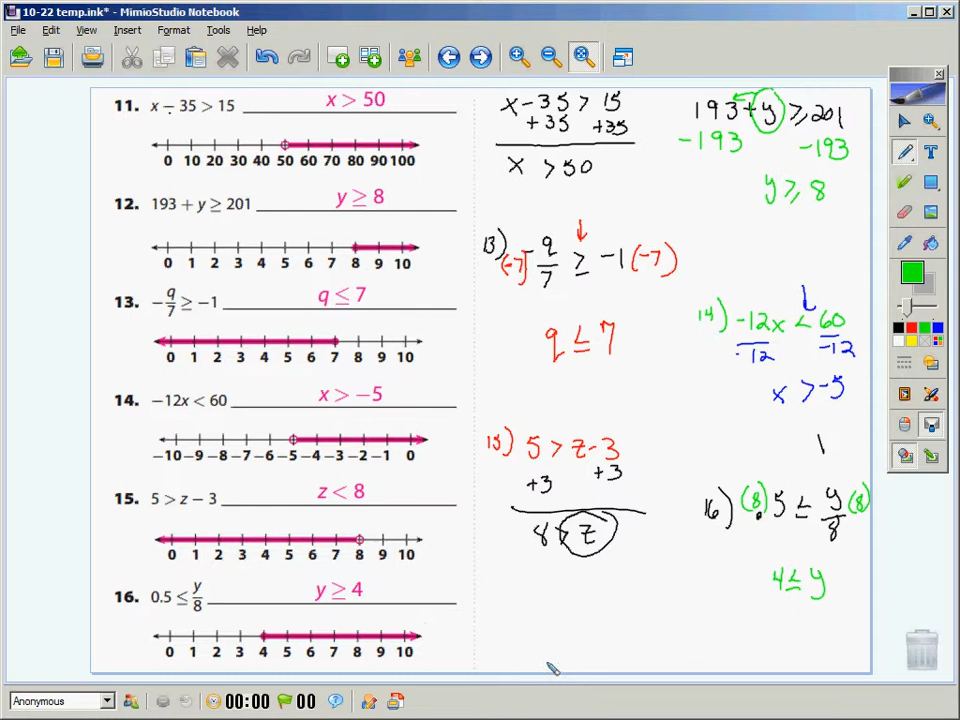 10-22 temp.ink* - MimioStudio Notebook
File Edit View Insert Format Tools Help
11. x − 35 > 15 x > 50
0 10 20 30 40 50 60 70 80 90 100
12. 193 + y ≥ 201 y ≥ 8
0 1 2 3 4 5 6 7 8 9 10
13. −q/7 ≥ −1 q ≤ 7
0 1 2 3 4 5 6 7 8 9 10
14. −12x < 60 x > −5
−10 −9 −8 −7 −6 −5 −4 −3 −2 −1 0
15. 5 > z − 3 z < 8
0 1 2 3 4 5 6 7 8 9 10
16. 0.5 ≤ y/8 y ≥ 4
0 1 2 3 4 5 6 7 8 9 10
x - 35 > 15
+35 +35
x > 50
193 + y ≥ 201
-193 -193
y ≥ 8
13) (-7) - q/7 ≥ -1 (-7)
q ≤ 7
14) -12x < 60
-12 -12
x > -5
15) 5 > z - 3
+3 +3
8 > z
16) (8) .5 ≤ y/8 (8)
4 ≤ y
Anonymous 00:00 00